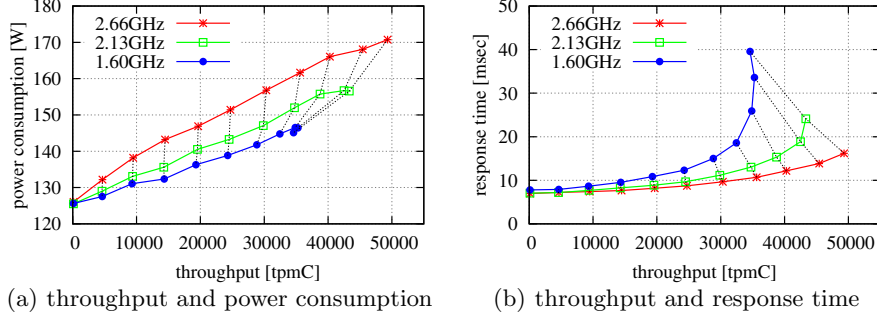 170
160
150
140
130
120
180
power consumption [W]
2.66GHz
2.13GHz
1.60GHz
0 10000 20000 30000 40000 50000
throughput [tpmC]
(a) throughput and power consumption
50
40
30
20
10
0
response time [msec]
2.66GHz
2.13GHz
1.60GHz
0 10000 20000 30000 40000 50000
throughput [tpmC]
(b) throughput and response time